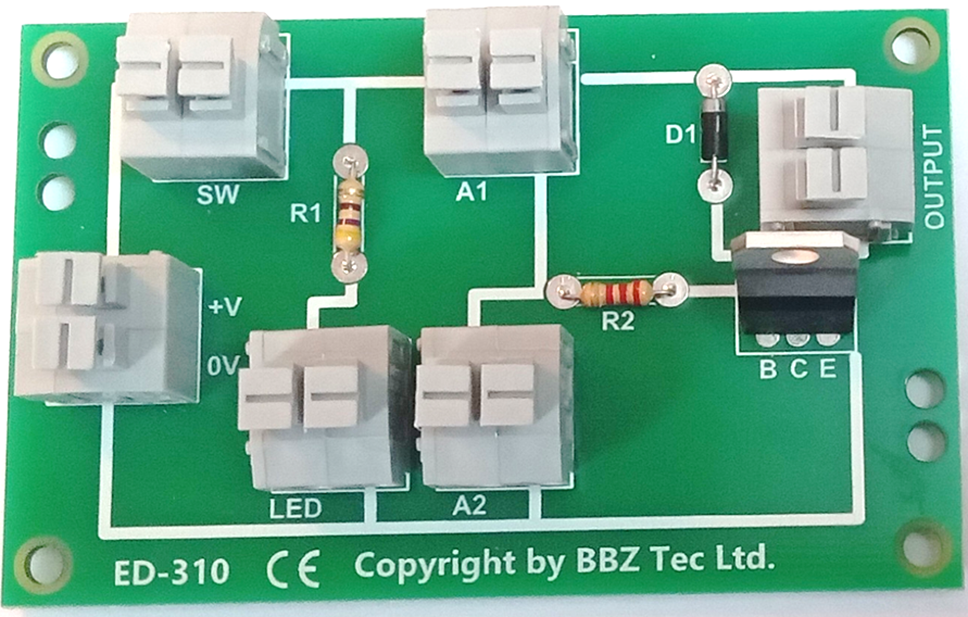 SW
A1
D1
OUTPUT
R1
+V
0V
R2
B C E
LED
A2
ED-310 CE Copyright by BBZ Tec Ltd.